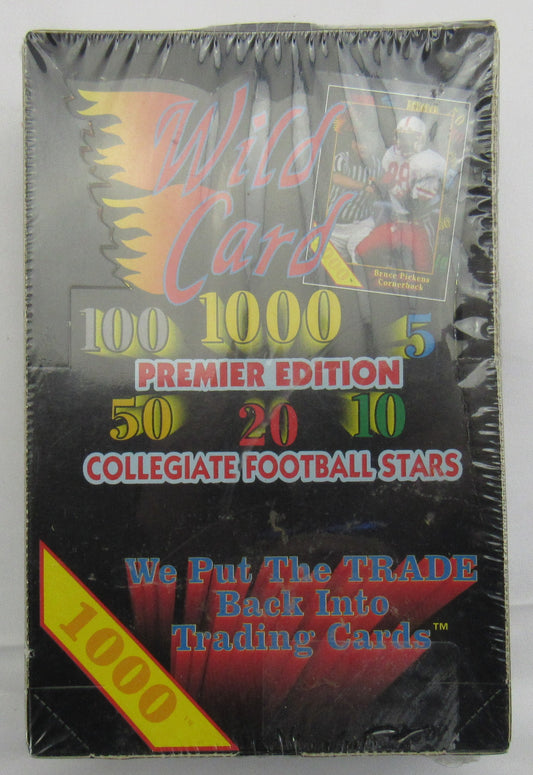 Wild
Card
Bruce Pickens
Cornerback
100 1000 5
PREMIER EDITION
50 20 10
COLLEGIATE FOOTBALL STARS
We Put The TRADE
Back Into
Trading Cards™
1000™